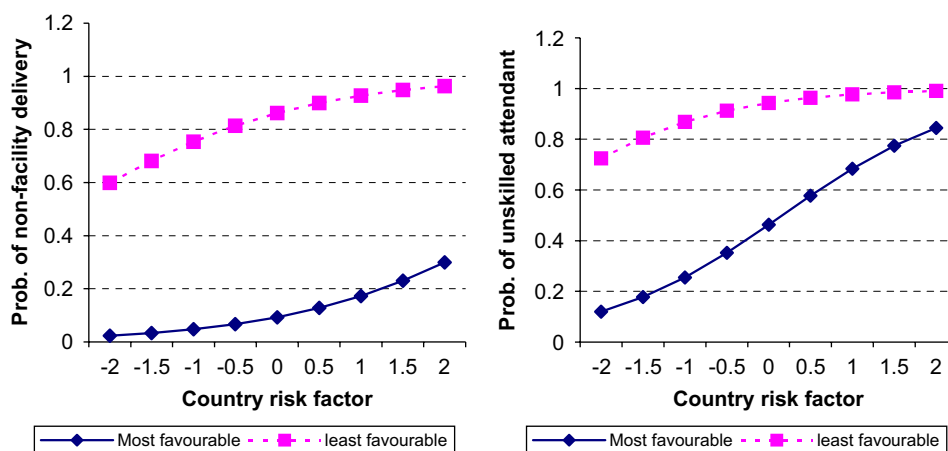 Prob. of non-facility delivery
1.2
1
0.8
0.6
0.4
0.2
0
-2 -1.5 -1 -0.5 0 0.5 1 1.5 2
Country risk factor
Most favourable least favourable
Prob. of unskilled attendant
1.2
1
0.8
0.6
0.4
0.2
0
-2 -1.5 -1 -0.5 0 0.5 1 1.5 2
Country risk factor
Most favourable least favourable